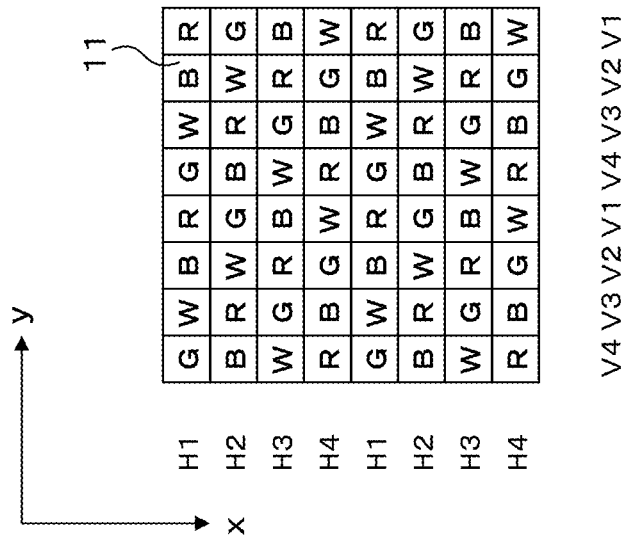 y
11
H1 G W B R G W B R
H2 B R W G B R W G
H3 W G R B W G R B
H4 R B G W R B G W
H1 G W B R G W B R
H2 B R W G B R W G
H3 W G R B W G R B
H4 R B G W R B G W
x
V4 V3 V2 V1 V4 V3 V2 V1